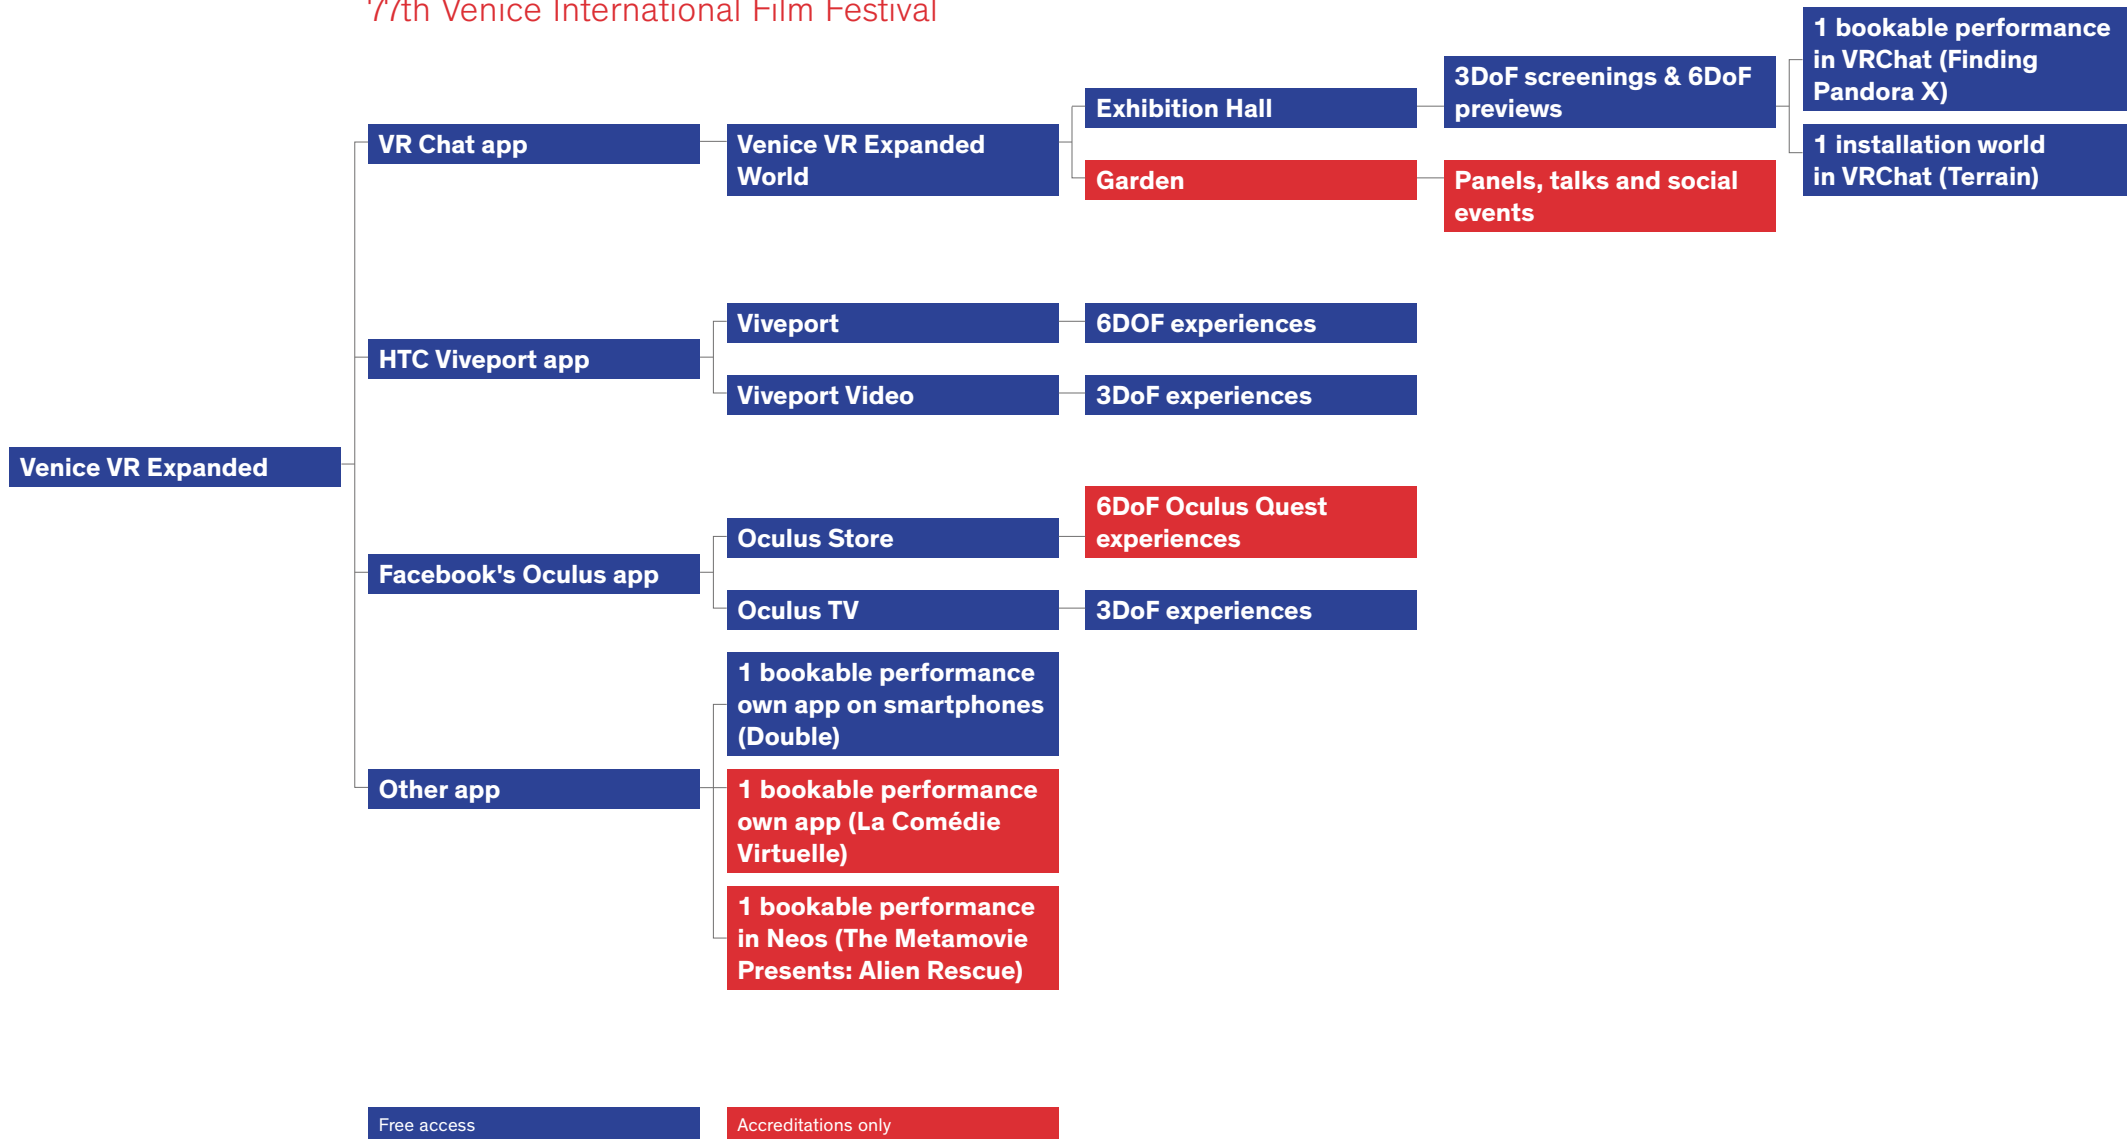 77th Venice International Film Festival
1 bookable performance
in VRChat (Finding
Pandora X)
3DoF screenings & 6DoF
previews
Exhibition Hall
VR Chat app
Venice VR Expanded
World
1 installation world
in VRChat (Terrain)
Garden
Panels, talks and social
events
Viveport
6DOF experiences
HTC Viveport app
Viveport Video
3DoF experiences
Venice VR Expanded
6DoF Oculus Quest
experiences
Oculus Store
Facebook's Oculus app
Oculus TV
3DoF experiences
1 bookable performance
own app on smartphones
(Double)
Other app
1 bookable performance
own app (La Comédie
Virtuelle)
1 bookable performance
in Neos (The Metamovie
Presents: Alien Rescue)
Free access
Accreditations only